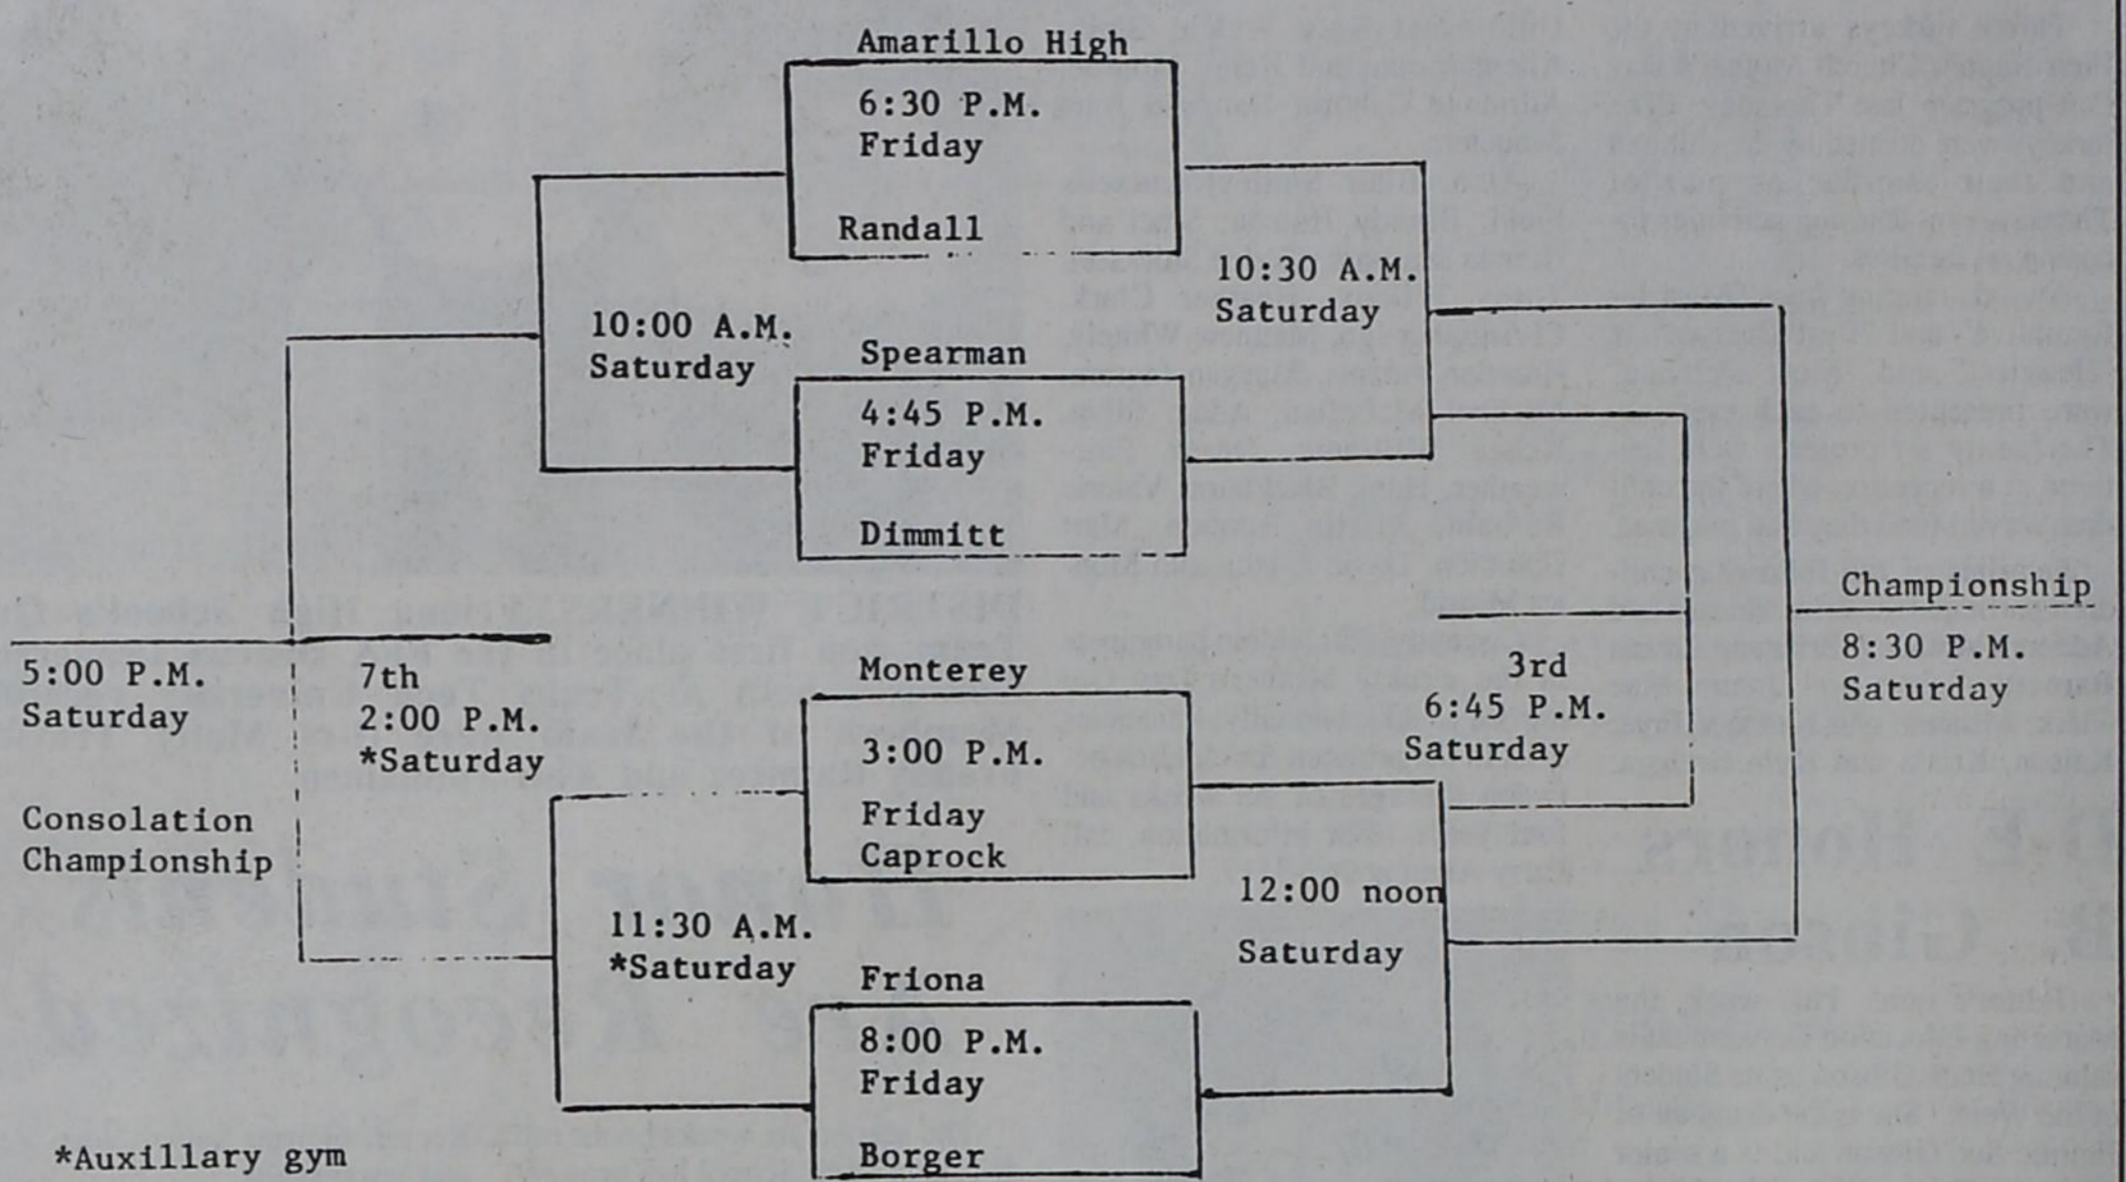 Amarillo High
6:30 P.M.
Friday
Randall
10:30 A.M.
Saturday
10:00 A.M.
Saturday
Spearman
4:45 P.M.
Friday
Dimmitt
Championship
8:30 P.M.
Saturday
5:00 P.M.
Saturday
Consolation
Championship
7th
2:00 P.M.
*Saturday
3rd
6:45 P.M.
Saturday
Monterey
3:00 P.M.
Friday
Caprock
12:00 noon
Saturday
11:30 A.M.
*Saturday
Friona
8:00 P.M.
Friday
Borger
*Auxillary gym